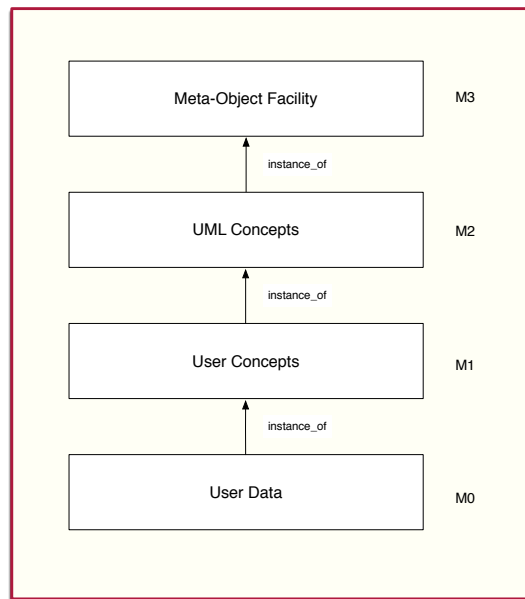 Meta-Object Facility
M3
instance_of
UML Concepts
M2
instance_of
User Concepts
M1
instance_of
User Data
M0